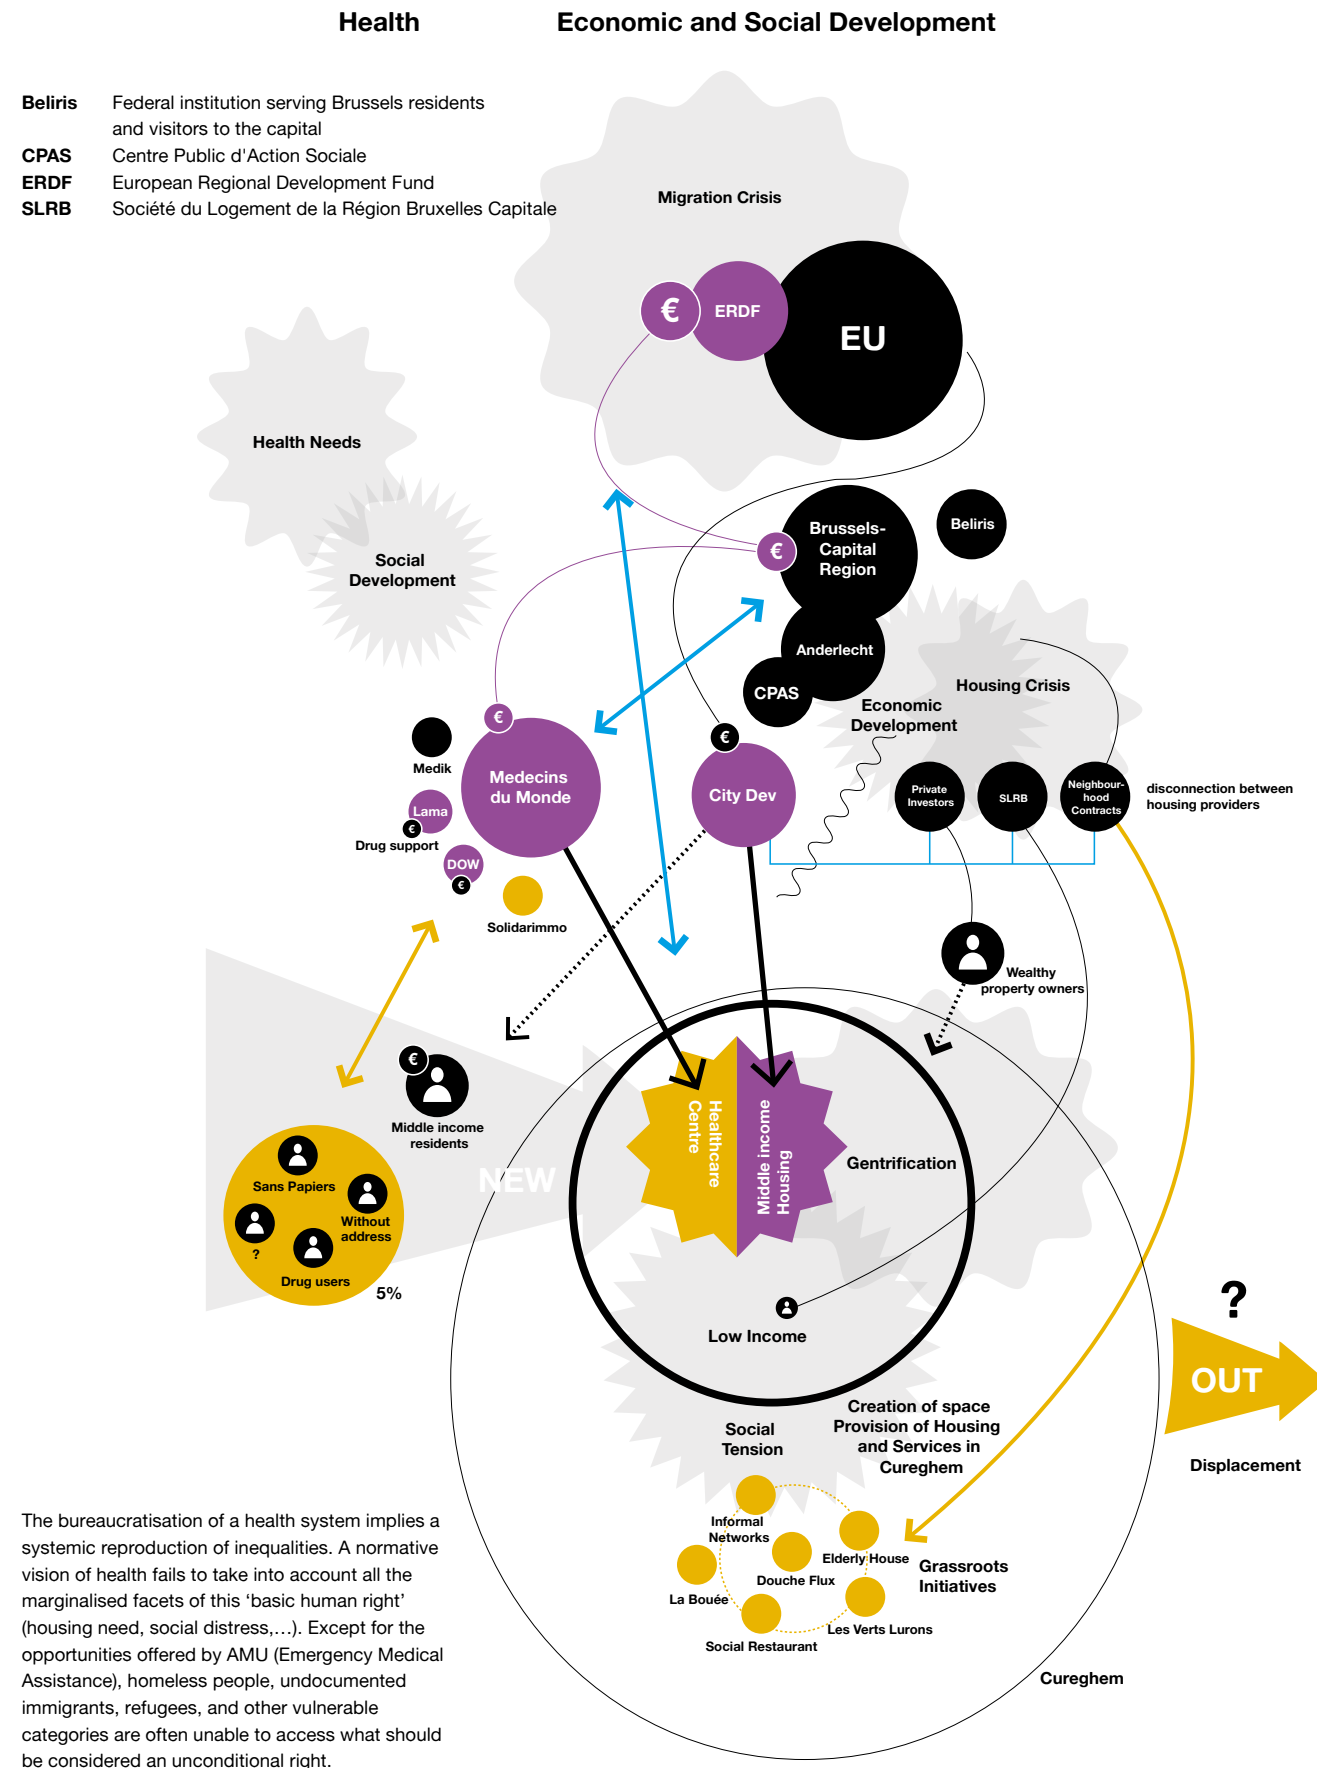 Health
Economic and Social Development
Beliris Federal institution serving Brussels residents
and visitors to the capital
CPAS Centre Public d'Action Sociale
ERDF European Regional Development Fund
SLRB Société du Logement de la Région Bruxelles Capitale
Migration Crisis
€
ERDF
EU
Health Needs
Social
Development
Brussels-
Capital
Region
€
Beliris
Anderlecht
CPAS
Housing Crisis
Economic
Development
€
Medecins
du Monde
Medik
Lama
€
Drug support
DOW
€
Solidarimmo
€
City Dev
Private
Investors
SLRB
Neighbour-
hood
Contracts
disconnection between
housing providers
Wealthy
property owners
€
Middle income
residents
NEW
Sans Papiers
Without
address
?
Drug users
5%
Healthcare
Centre
Middle income
Housing
Gentrification
Low Income
Social
Tension
Creation of space
Provision of Housing
and Services in
Cureghem
?
OUT
Displacement
Informal
Networks
Elderly House
Douche Flux
La Bouée
Les Verts Lurons
Social Restaurant
Grassroots
Initiatives
Cureghem
The bureaucratisation of a health system implies a
systemic reproduction of inequalities. A normative
vision of health fails to take into account all the
marginalised facets of this ‘basic human right’
(housing need, social distress,…). Except for the
opportunities offered by AMU (Emergency Medical
Assistance), homeless people, undocumented
immigrants, refugees, and other vulnerable
categories are often unable to access what should
be considered an unconditional right.